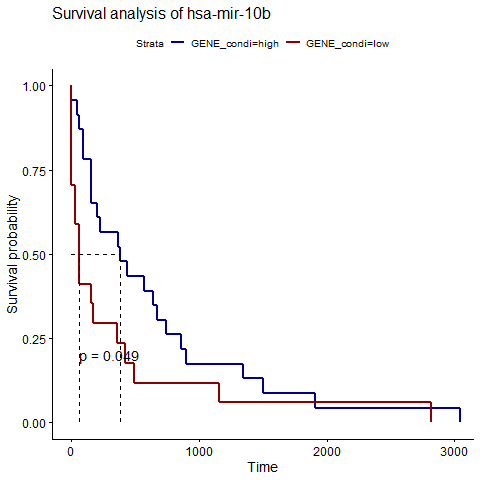 Survival analysis of hsa-mir-10b
Strata GENE_condi=high GENE_condi=low
1.00
0.75
0.50
0.25
0.00
Survival probability
p = 0.049
0 1000 2000 3000
Time